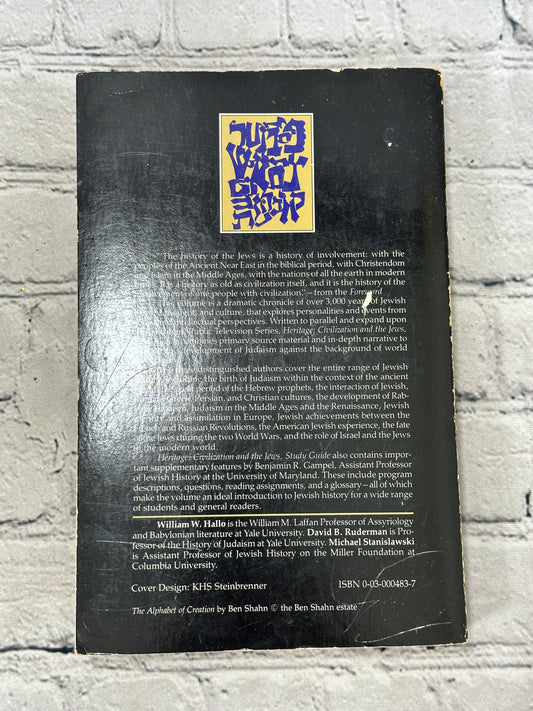 "The history of the Jews is a history of involvement: with the
peoples of the Ancient Near East in the biblical period, with Christendom
and Islam in the Middle Ages, with the nations of all the earth in modern
It is a history as old as civilization itself, and it is the history of the
of one people with civilization."—from the Foreword
This volume is a dramatic chronicle of over 3,000 years of Jewish
thought, and culture, that explores personalities and events from
intellectual perspectives. Written to parallel and expand upon
Public Television Series, Heritage: Civilization and the Jews,
combines primary source material and in-depth narrative to
development of Judaism against the background of world
distinguished authors cover the entire range of Jewish
the birth of Judaism within the context of the ancient
period of the Hebrew prophets, the interaction of Jewish,
Persian, and Christian cultures, the development of Rab-
Judaism, Judaism in the Middle Ages and the Renaissance, Jewish
and assimilation in Europe, Jewish achievements between the
French and Russian Revolutions, the American Jewish experience, the fate
of the Jews during the two World Wars, and the role of Israel and the Jews
in the modern world.
Heritage: Civilization and the Jews, Study Guide also contains impor-
tant supplementary features by Benjamin R. Gampel, Assistant Professor
of Jewish History at the University of Maryland. These include program
descriptions, questions, reading assignments, and a glossary—all of which
make the volume an ideal introduction to Jewish history for a wide range
of students and general readers.
William W. Hallo is the William M. Laffan Professor of Assyriology
and Babylonian literature at Yale University. David B. Ruderman is Pro-
fessor of the History of Judaism at Yale University. Michael Stanislawski
is Assistant Professor of Jewish History on the Miller Foundation at
Columbia University.
Cover Design: KHS Steinbrenner ISBN 0-03-000483-7
The Alphabet of Creation by Ben Shahn © the Ben Shahn estate